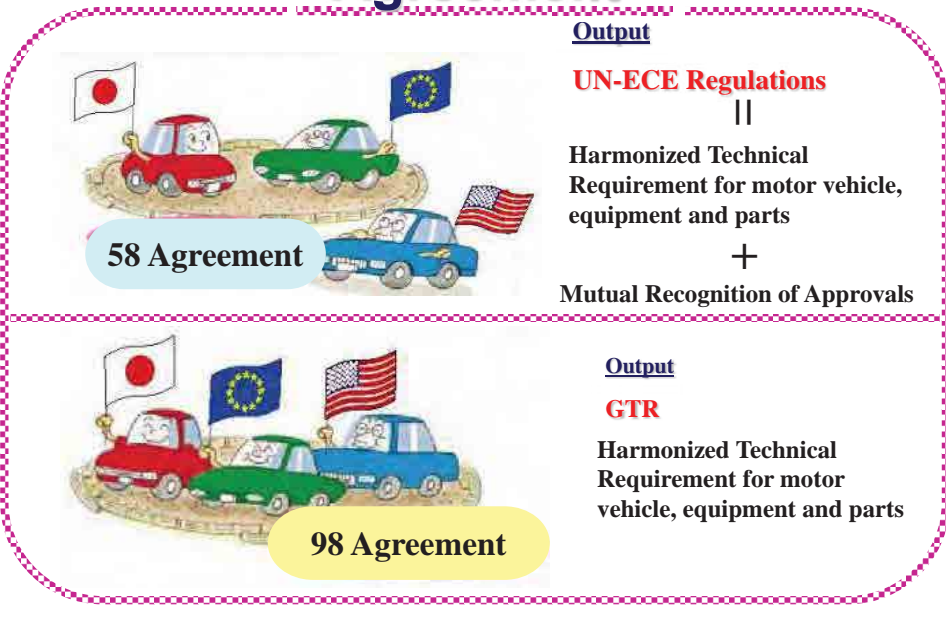 Output
UN-ECE Regulations
=
Harmonized Technical
Requirement for motor vehicle,
equipment and parts
+
Mutual Recognition of Approvals
58 Agreement
Output
GTR
Harmonized Technical
Requirement for motor
vehicle, equipment and parts
98 Agreement